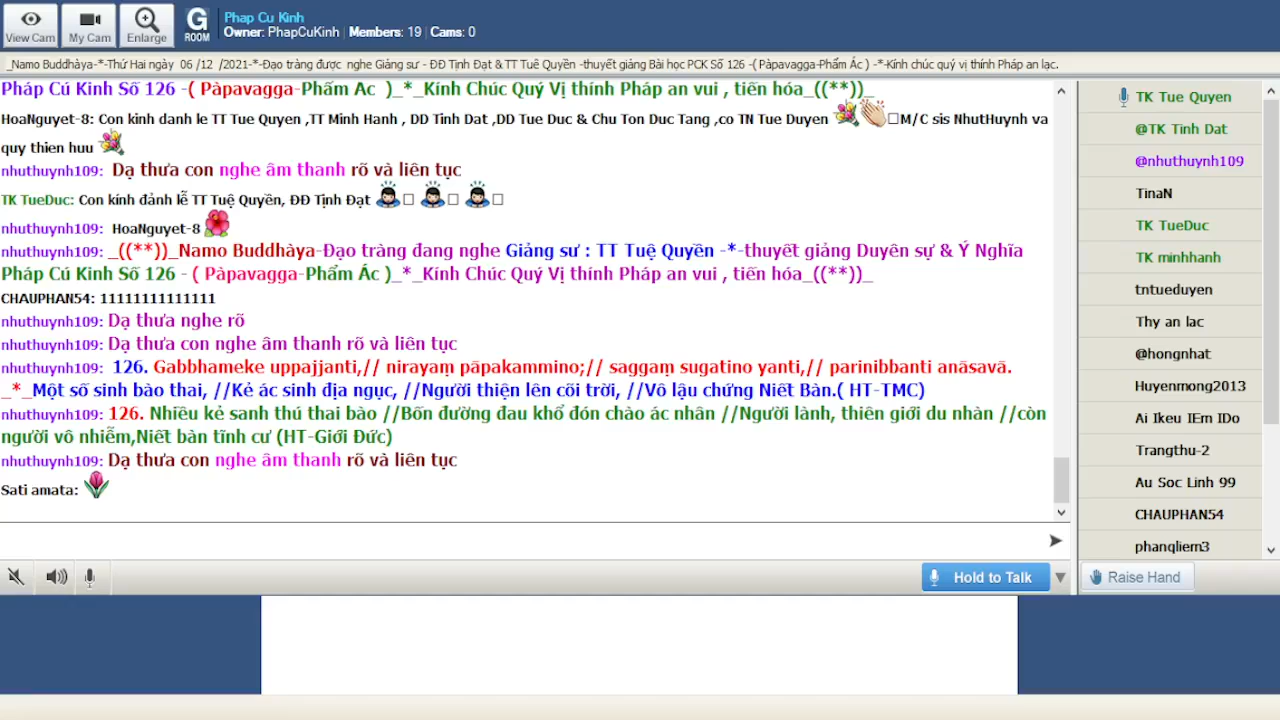 View Cam
My Cam
Enlarge
G
ROOM
Phap Cu Kinh
Owner: PhapCuKinh | Members: 19 | Cams: 0
_Namo Buddhàya-*-Thứ Hai ngày 06 /12 /2021-*-Đạo tràng được nghe Giảng sư - ĐĐ Tịnh Đạt & TT Tuệ Quyền -thuyết giảng Bài học PCK Số 126 -( Pàpavagga-Phẩm Ác ) -*-Kính chúc quý vị thính Pháp an lạc.
Pháp Cú Kinh Số 126 -( Pàpavagga-Phẩm Ac )_*_Kính Chúc Quý Vị thính Pháp an vui , tiến hóa_((**))_
HoaNguyet-8: Con kinh danh le TT Tue Quyen ,TT Minh Hanh , DD Tinh Dat ,DD Tue Duc & Chu Ton Duc Tang ,co TN Tue Duyen M/C sis NhutHuynh va
quy thien huu
nhuthuynh109: Dạ thưa con nghe âm thanh rõ và liên tục
TK TueDuc: Con kính đảnh lễ TT Tuệ Quyền, ĐĐ Tịnh Đạt
nhuthuynh109: HoaNguyet-8
nhuthuynh109: _((**))_Namo Buddhàya-Đạo tràng đang nghe Giảng sư : TT Tuệ Quyền -*-thuyết giảng Duyên sự & Ý Nghĩa
Pháp Cú Kinh Số 126 - ( Pàpavagga-Phẩm Ác )_*_Kính Chúc Quý Vị thính Pháp an vui , tiến hóa_((**))_
CHAUPHAN54: 11111111111111
nhuthuynh109: Dạ thưa nghe rõ
nhuthuynh109: Dạ thưa con nghe âm thanh rõ và liên tục
nhuthuynh109: 126. Gabbhameke uppajjanti,// nirayaṃ pāpakammino;// saggaṃ sugatino yanti,// parinibbanti anāsavā.
_*_Một số sinh bào thai, //Kẻ ác sinh địa ngục, //Người thiện lên cõi trời, //Vô lậu chứng Niết Bàn.( HT-TMC)
nhuthuynh109: 126. Nhiều kẻ sanh thú thai bào //Bốn đường đau khổ đón chào ác nhân //Người lành, thiên giới du nhàn //còn
người vô nhiễm,Niết bàn tĩnh cư (HT-Giới Đức)
nhuthuynh109: Dạ thưa con nghe âm thanh rõ và liên tục
Sati amata:
Hold to Talk
TK Tue Quyen
@TK Tinh Dat
@nhuthuynh109
TinaN
TK TueDuc
TK minhhanh
tntueduyen
Thy an lac
@hongnhat
Huyenmong2013
Ai Ikeu IEm IDo
Trangthu-2
Au Soc Linh 99
CHAUPHAN54
phanqliem3
Raise Hand